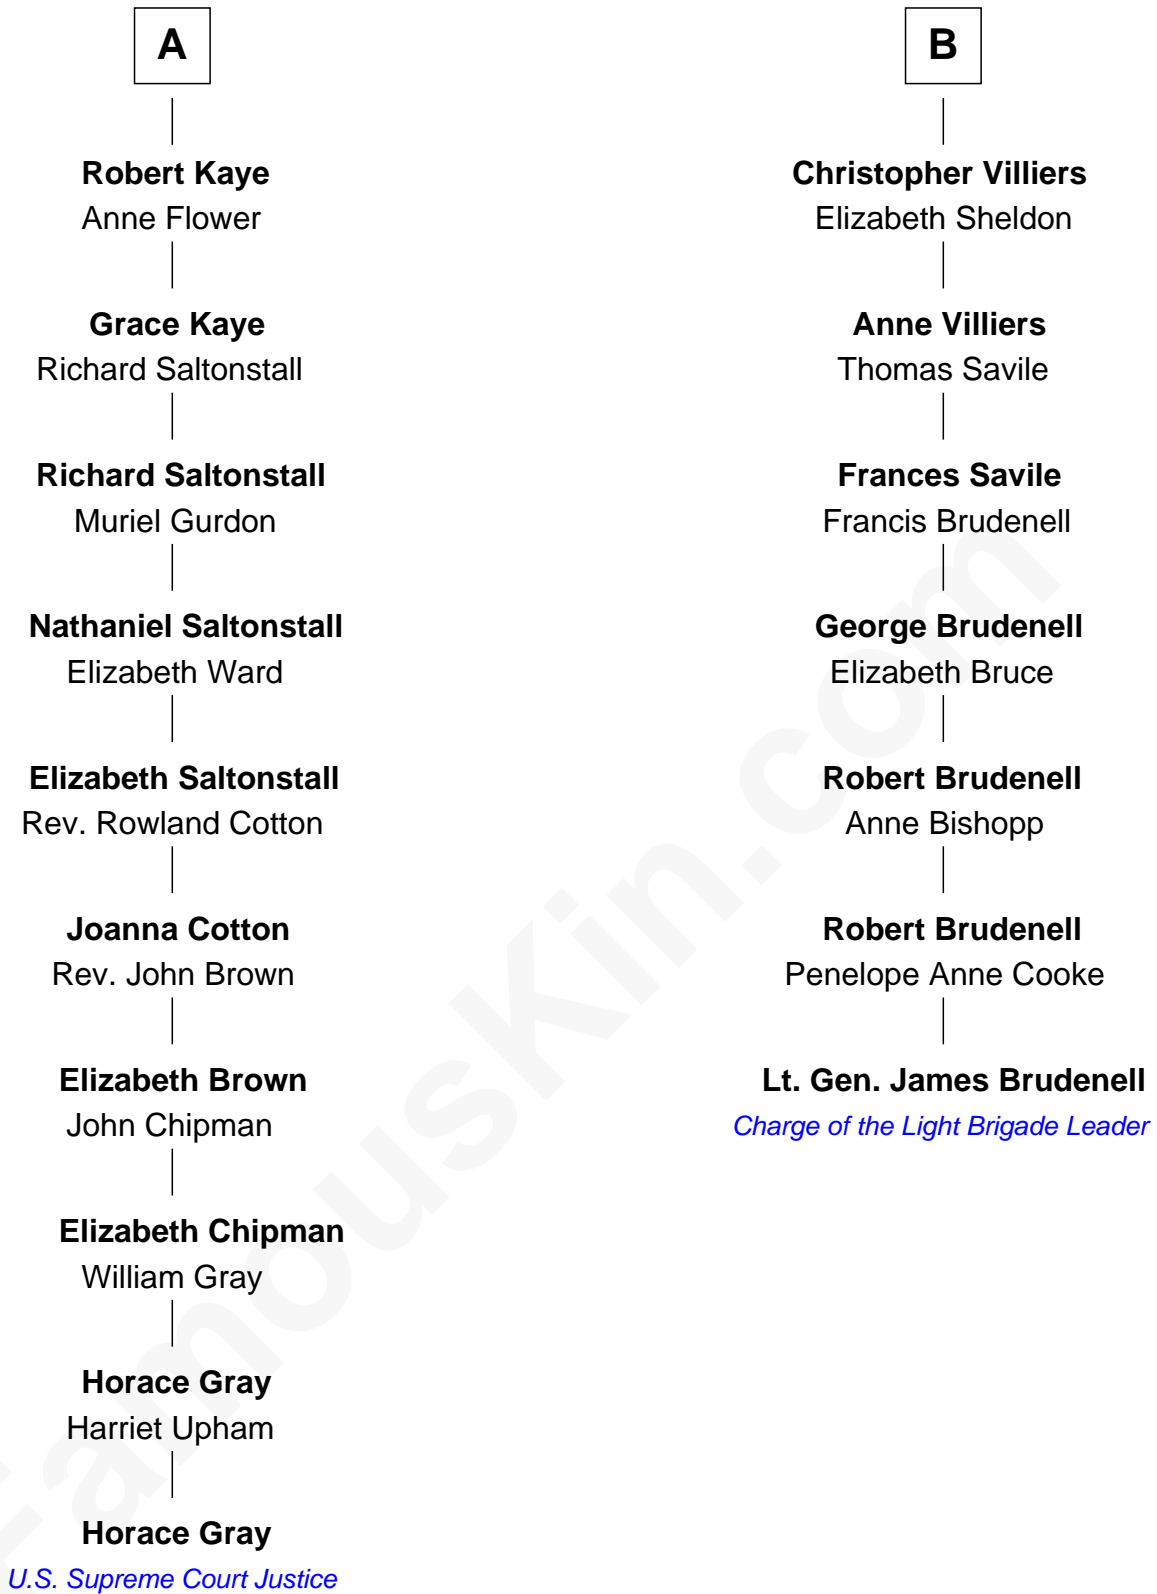 A
Robert Kaye
Anne Flower
Grace Kaye
Richard Saltonstall
Richard Saltonstall
Muriel Gurdon
Nathaniel Saltonstall
Elizabeth Ward
Elizabeth Saltonstall
Rev. Rowland Cotton
Joanna Cotton
Rev. John Brown
Elizabeth Brown
John Chipman
Elizabeth Chipman
William Gray
Horace Gray
Harriet Upham
Horace Gray
U.S. Supreme Court Justice
B
Christopher Villiers
Elizabeth Sheldon
Anne Villiers
Thomas Savile
Frances Savile
Francis Brudenell
George Brudenell
Elizabeth Bruce
Robert Brudenell
Anne Bishopp
Robert Brudenell
Penelope Anne Cooke
Lt. Gen. James Brudenell
Charge of the Light Brigade Leader
FamousKin.com